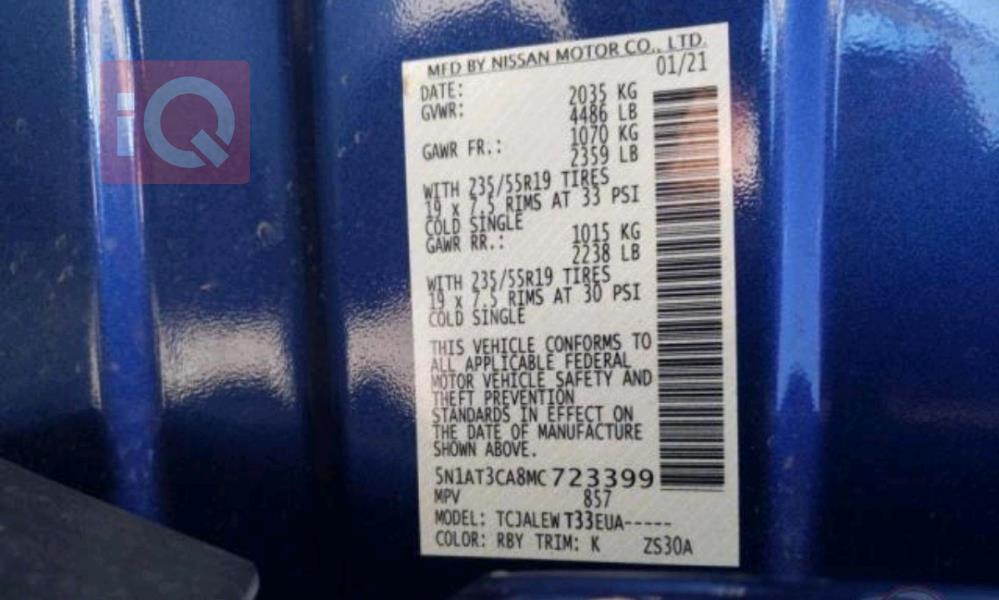 iQ
MFD BY NISSAN MOTOR CO., LTD.
DATE: 01/21
GVWR: 2035 KG
4486 LB
GAWR FR.: 1070 KG
2359 LB
WITH 235/55R19 TIRES
19 x 7.5 RIMS AT 33 PSI
COLD SINGLE
GAWR RR.: 1015 KG
2238 LB
WITH 235/55R19 TIRES
19 x 7.5 RIMS AT 30 PSI
COLD SINGLE
THIS VEHICLE CONFORMS TO
ALL APPLICABLE FEDERAL
MOTOR VEHICLE SAFETY AND
THEFT PREVENTION
STANDARDS IN EFFECT ON
THE DATE OF MANUFACTURE
SHOWN ABOVE.
5N1AT3CA8MC723399
MPV 857
MODEL: TCJALEW T33EUA-----
COLOR: RBY TRIM: K ZS30A